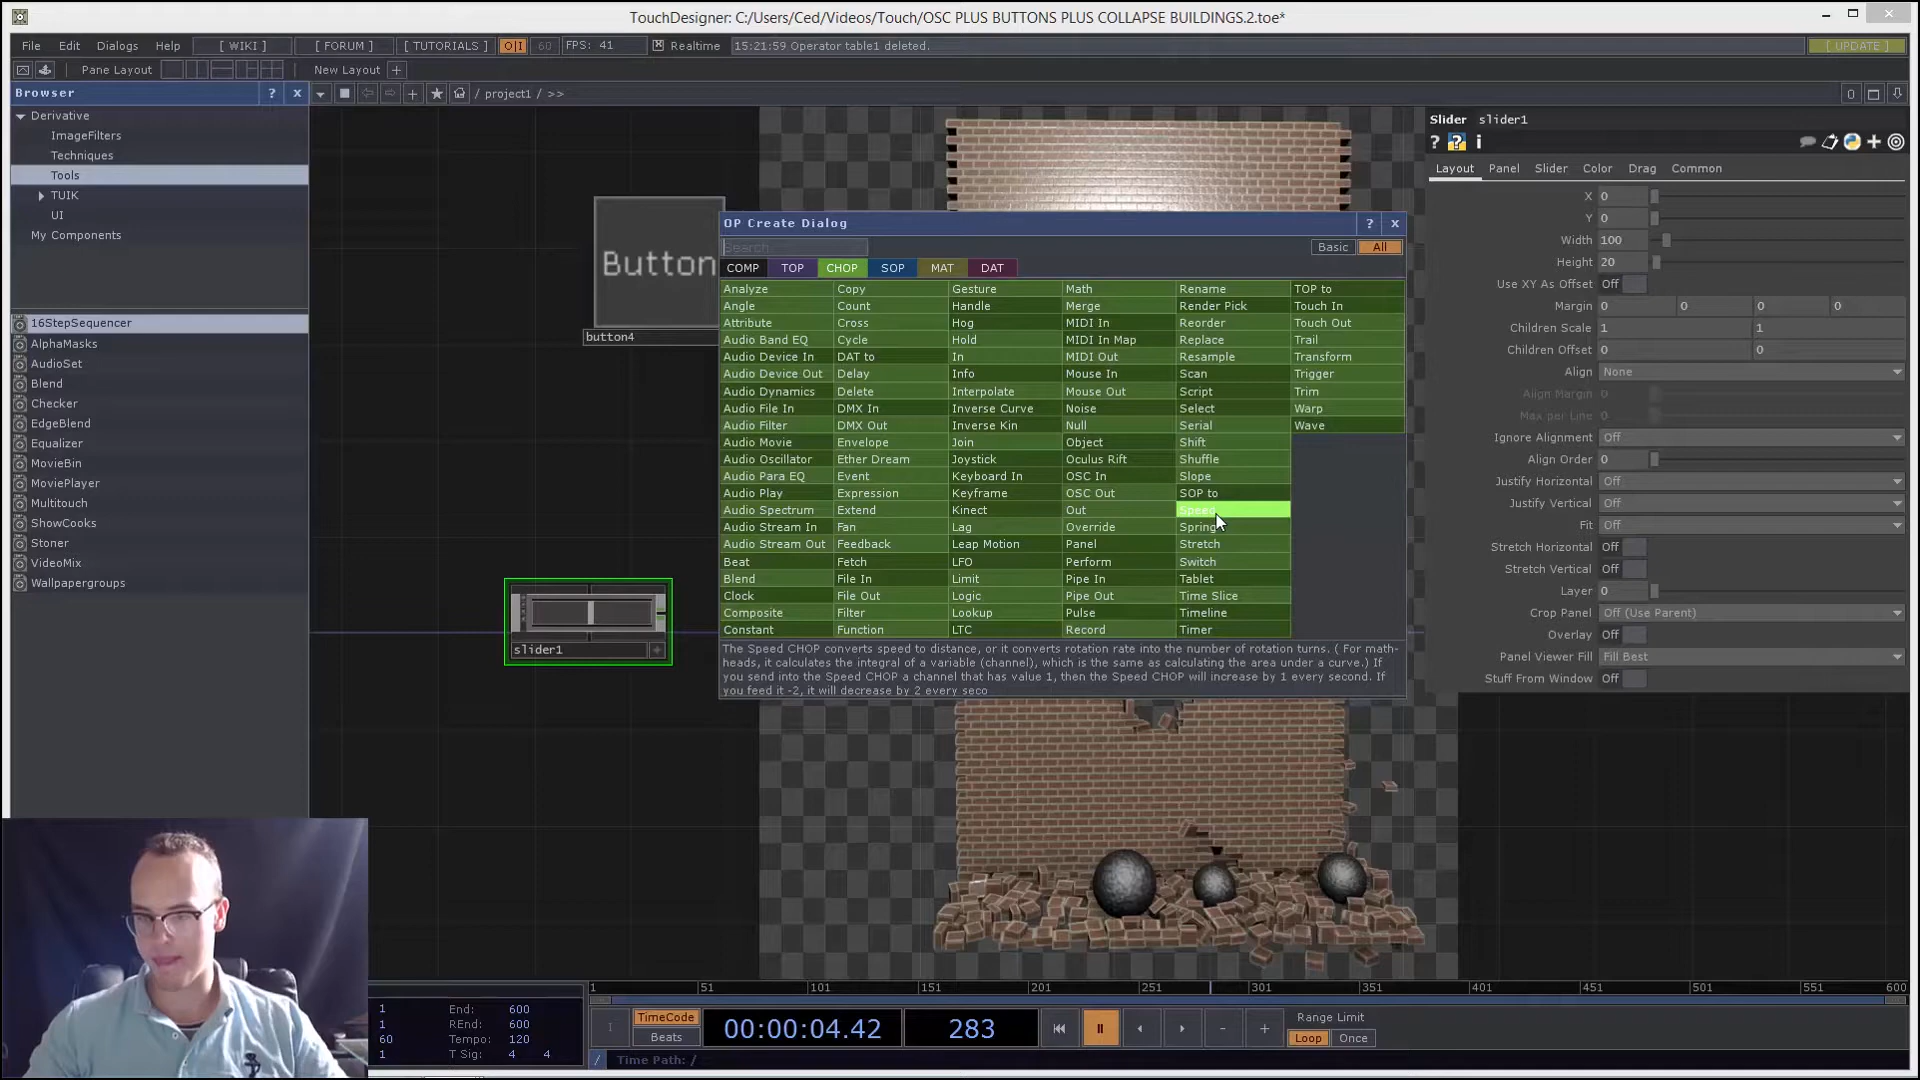 TouchDesigner: C:/Users/Ced/Videos/Touch/OSC PLUS BUTTONS PLUS COLLAPSE BUILDINGS.2.toe*
File Edit Dialogs Help [ WIKI ] [ FORUM ] [ TUTORIALS ] O|I 60 FPS: 41 Realtime 15:21:59 Operator table1 deleted. [ UPDATE ]
Pane Layout New Layout +
Browser ? x / project1 / >> 0
Derivative
ImageFilters
Techniques
Tools
TUIK
UI
My Components
16StepSequencer
AlphaMasks
AudioSet
Blend
Checker
EdgeBlend
Equalizer
MovieBin
MoviePlayer
Multitouch
ShowCooks
Stoner
VideoMix
Wallpapergroups
Button
button4
slider1
OP Create Dialog ? x
Search Basic All
COMP TOP CHOP SOP MAT DAT
Analyze Copy Gesture Math Rename TOP to
Angle Count Handle Merge Render Pick Touch In
Attribute Cross Hog MIDI In Reorder Touch Out
Audio Band EQ Cycle Hold MIDI In Map Replace Trail
Audio Device In DAT to In MIDI Out Resample Transform
Audio Device Out Delay Info Mouse In Scan Trigger
Audio Dynamics Delete Interpolate Mouse Out Script Trim
Audio File In DMX In Inverse Curve Noise Select Warp
Audio Filter DMX Out Inverse Kin Null Serial Wave
Audio Movie Envelope Join Object Shift
Audio Oscillator Ether Dream Joystick Oculus Rift Shuffle
Audio Para EQ Event Keyboard In OSC In Slope
Audio Play Expression Keyframe OSC Out SOP to
Audio Spectrum Extend Kinect Out Speed
Audio Stream In Fan Lag Override Spring
Audio Stream Out Feedback Leap Motion Panel Stretch
Beat Fetch LFO Perform Switch
Blend File In Limit Pipe In Tablet
Clock File Out Logic Pipe Out Time Slice
Composite Filter Lookup Pulse Timeline
Constant Function LTC Record Timer
The Speed CHOP converts speed to distance, or it converts rotation rate into the number of rotation turns. ( For math-
heads, it calculates the integral of a variable (channel), which is the same as calculating the area under a curve.) If
you send into the Speed CHOP a channel that has value 1, then the Speed CHOP will increase by 1 every second. If
you feed it -2, it will decrease by 2 every seco
Slider slider1
? ? i
Layout Panel Slider Color Drag Common
X 0
Y 0
Width 100
Height 20
Use XY As Offset Off
Margin 0 0 0 0
Children Scale 1 1
Children Offset 0 0
Align None
Align Margin 0
Max per Line 0
Ignore Alignment Off
Align Order 0
Justify Horizontal Off
Justify Vertical Off
Fit Off
Stretch Horizontal Off
Stretch Vertical Off
Layer 0
Crop Panel Off (Use Parent)
Overlay Off
Panel Viewer Fill Fill Best
Stuff From Window Off
1 51 101 151 201 251 301 351 401 451 501 551 600
1 End: 600
1 REnd: 600
60 Tempo: 120
1 T Sig: 4 4
TimeCode
Beats
00:00:04.42 283
Range Limit
Loop Once
/ Time Path: /